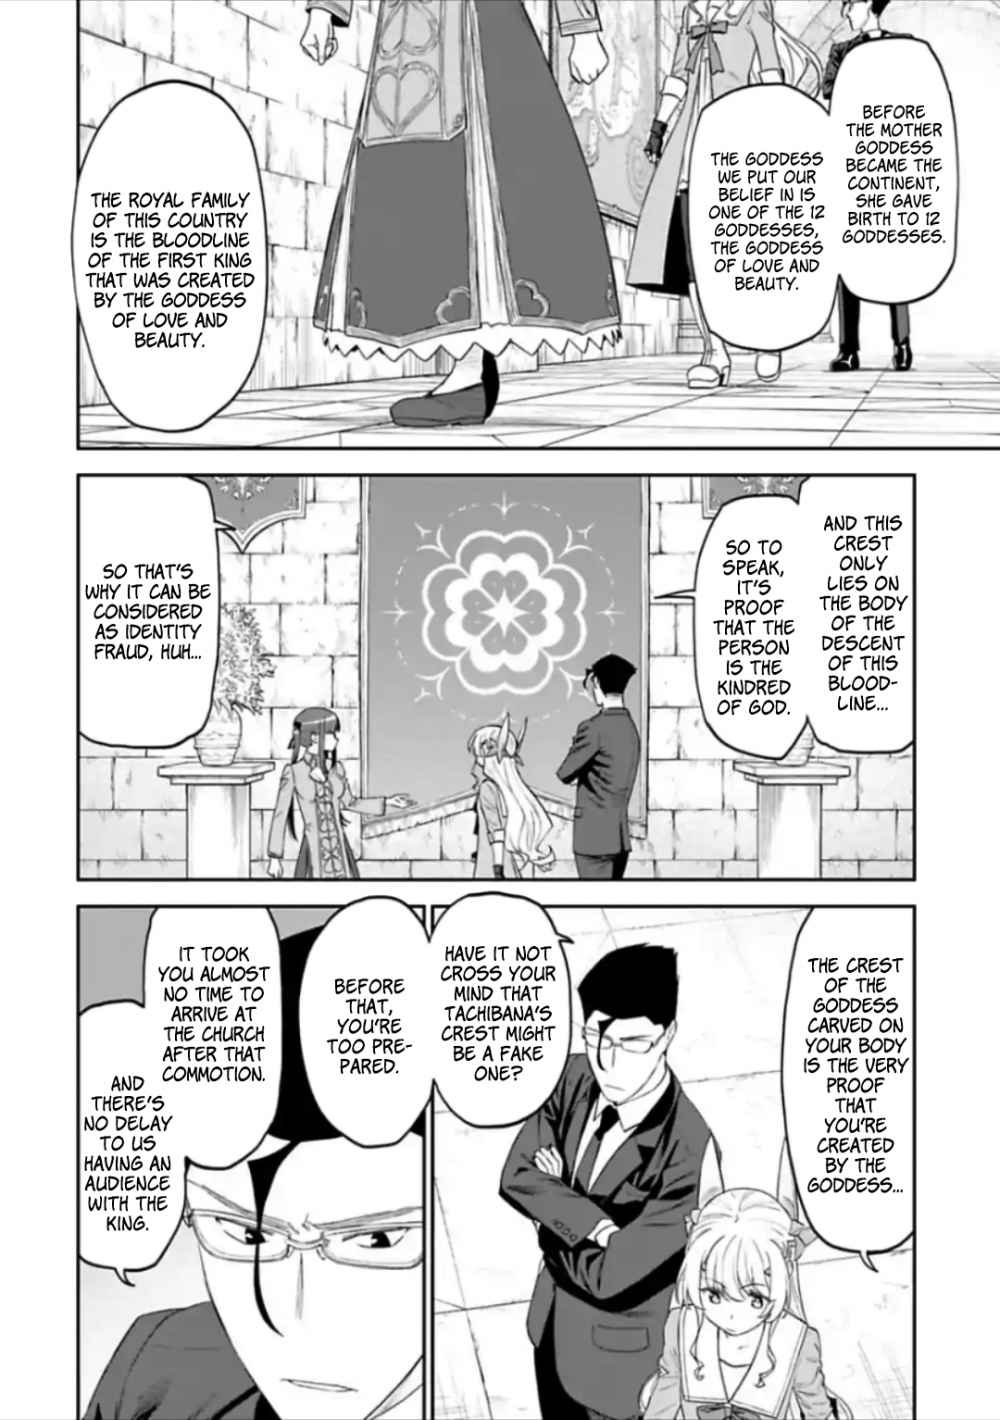 BEFORE
THE MOTHER
GODDESS
BECAME THE
CONTINENT,
SHE GAVE
BIRTH TO 12
GODDESSES.
THE GODDESS
WE PUT OUR
BELIEF IN IS
ONE OF THE 12
GODDESSES,
THE GODDESS
OF LOVE AND
BEAUTY.
THE ROYAL FAMILY
OF THIS COUNTRY
IS THE BLOODLINE
OF THE FIRST KING
THAT WAS CREATED
BY THE GODDESS
OF LOVE AND
BEAUTY.
AND THIS
CREST
ONLY
LIES ON
THE BODY
OF THE
DESCENT
OF THIS
BLOOD-
LINE...
SO TO
SPEAK,
IT'S
PROOF
THAT THE
PERSON
IS THE
KINDRED
OF GOD.
SO THAT'S
WHY IT CAN BE
CONSIDERED
AS IDENTITY
FRAUD, HUH...
THE CREST
OF THE
GODDESS
CARVED ON
YOUR BODY
IS THE VERY
PROOF
THAT
YOU'RE
CREATED
BY THE
GODDESS...
HAVE IT NOT
CROSS YOUR
MIND THAT
TACHIBANA'S
CREST MIGHT
BE A FAKE
ONE?
BEFORE
THAT,
YOU'RE
TOO PRE-
PARED.
IT TOOK
YOU ALMOST
NO TIME TO
ARRIVE AT
THE CHURCH
AFTER THAT
COMMOTION.
AND
THERE'S
NO DELAY
TO US
HAVING AN
AUDIENCE
WITH THE
KING.